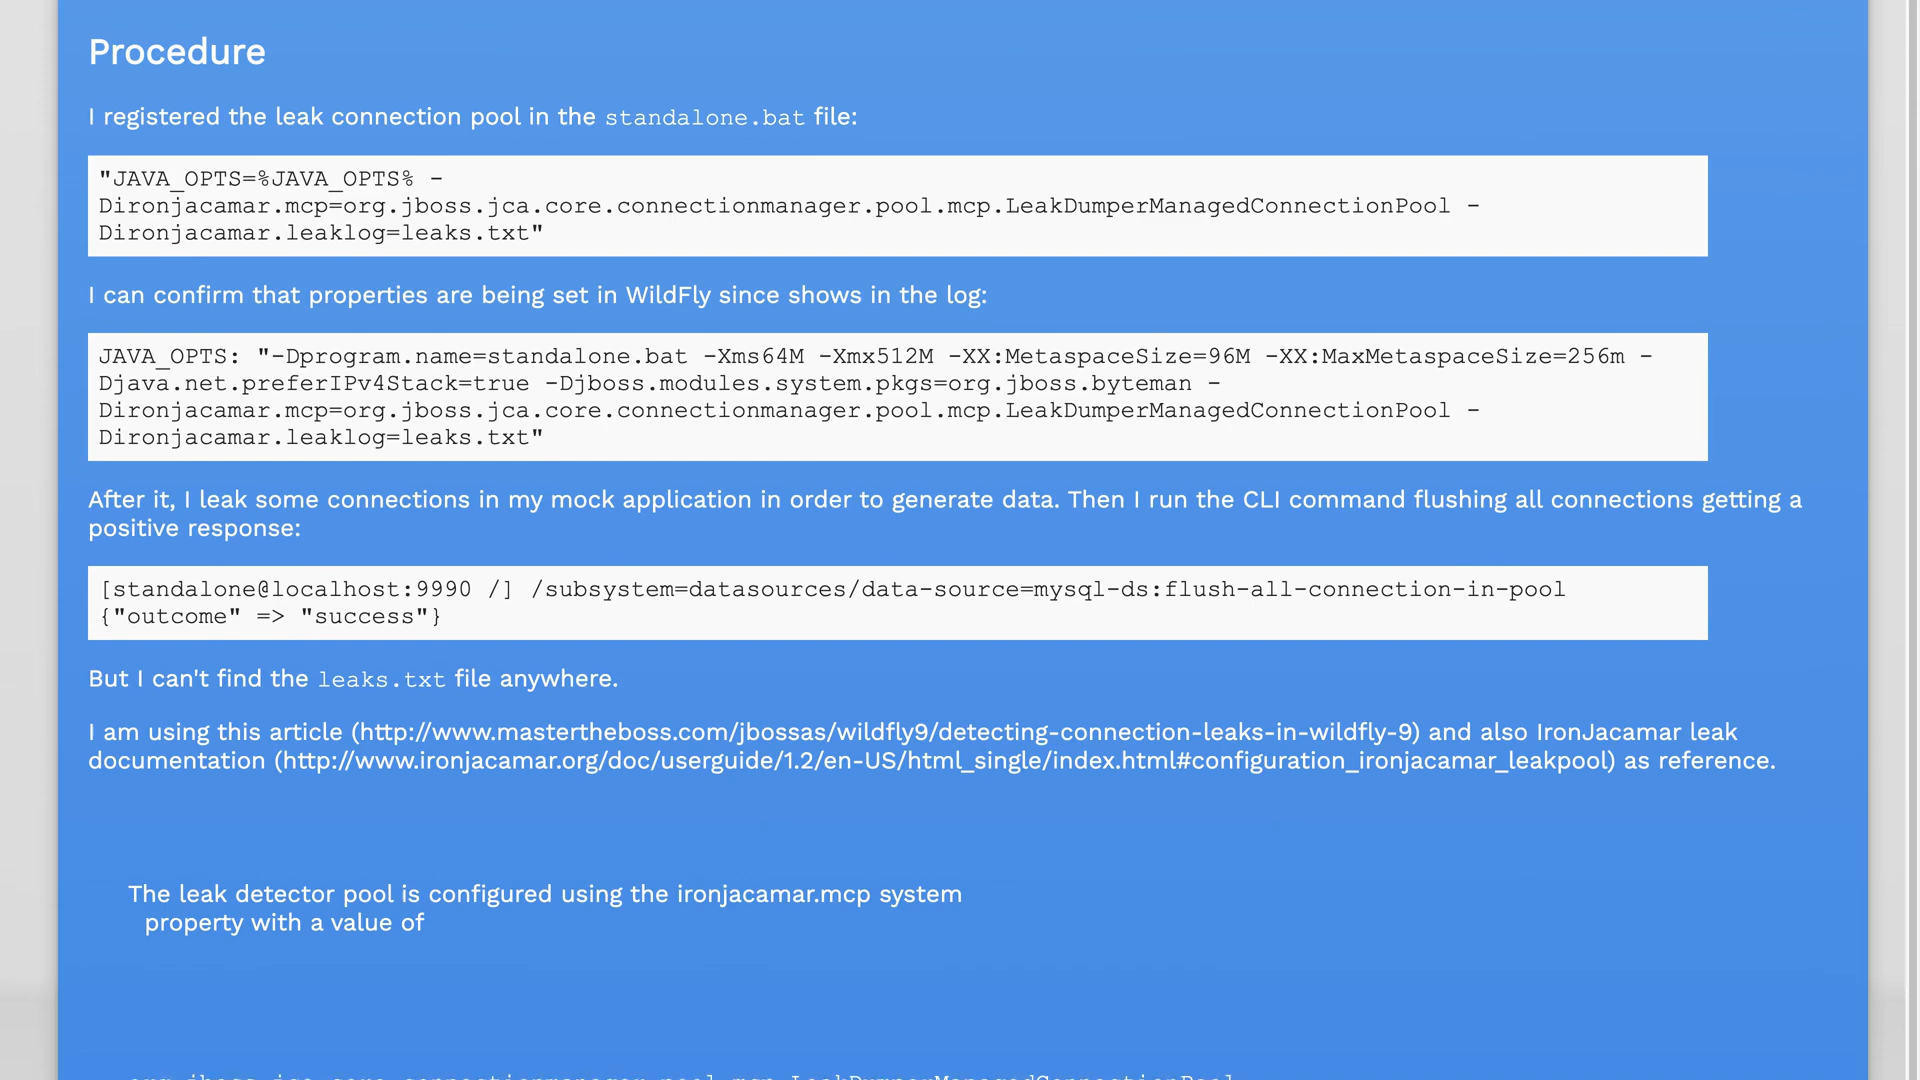 Procedure
I registered the leak connection pool in the standalone.bat file:
"JAVA_OPTS=%JAVA_OPTS% -
Dironjacamar.mcp=org.jboss.jca.core.connectionmanager.pool.mcp.LeakDumperManagedConnectionPool -
Dironjacamar.leaklog=leaks.txt"
I can confirm that properties are being set in WildFly since shows in the log:
JAVA_OPTS: "-Dprogram.name=standalone.bat -Xms64M -Xmx512M -XX:MetaspaceSize=96M -XX:MaxMetaspaceSize=256m -
Djava.net.preferIPv4Stack=true -Djboss.modules.system.pkgs=org.jboss.byteman -
Dironjacamar.mcp=org.jboss.jca.core.connectionmanager.pool.mcp.LeakDumperManagedConnectionPool -
Dironjacamar.leaklog=leaks.txt"
After it, I leak some connections in my mock application in order to generate data. Then I run the CLI command flushing all connections getting a
positive response:
[standalone@localhost:9990 /] /subsystem=datasources/data-source=mysql-ds:flush-all-connection-in-pool
{"outcome" => "success"}
But I can't find the leaks.txt file anywhere.
I am using this article (http://www.mastertheboss.com/jbossas/wildfly9/detecting-connection-leaks-in-wildfly-9) and also IronJacamar leak
documentation (http://www.ironjacamar.org/doc/userguide/1.2/en-US/html_single/index.html#configuration_ironjacamar_leakpool) as reference.
The leak detector pool is configured using the ironjacamar.mcp system
property with a value of
org.jboss.jca.core.connectionmanager.pool.mcp.LeakDumperManagedConnectionPool